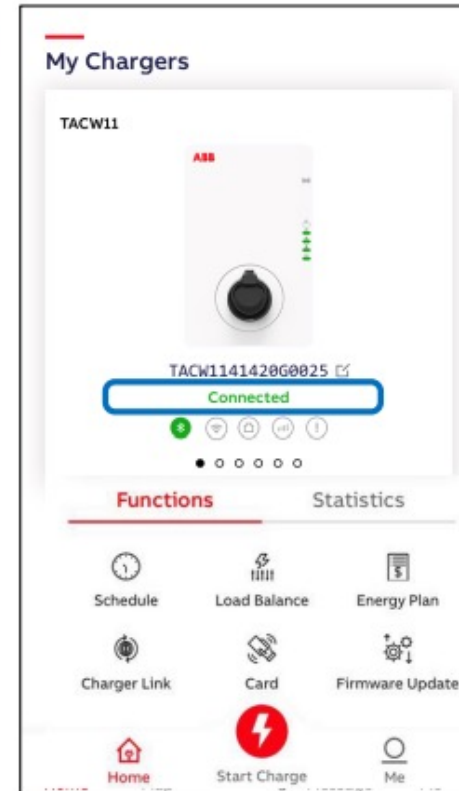 My Chargers
TACW11
ABB
TACW1141420G0025
Connected
Functions Statistics
Schedule Load Balance Energy Plan
Charger Link Card Firmware Update
Home Start Charge Me